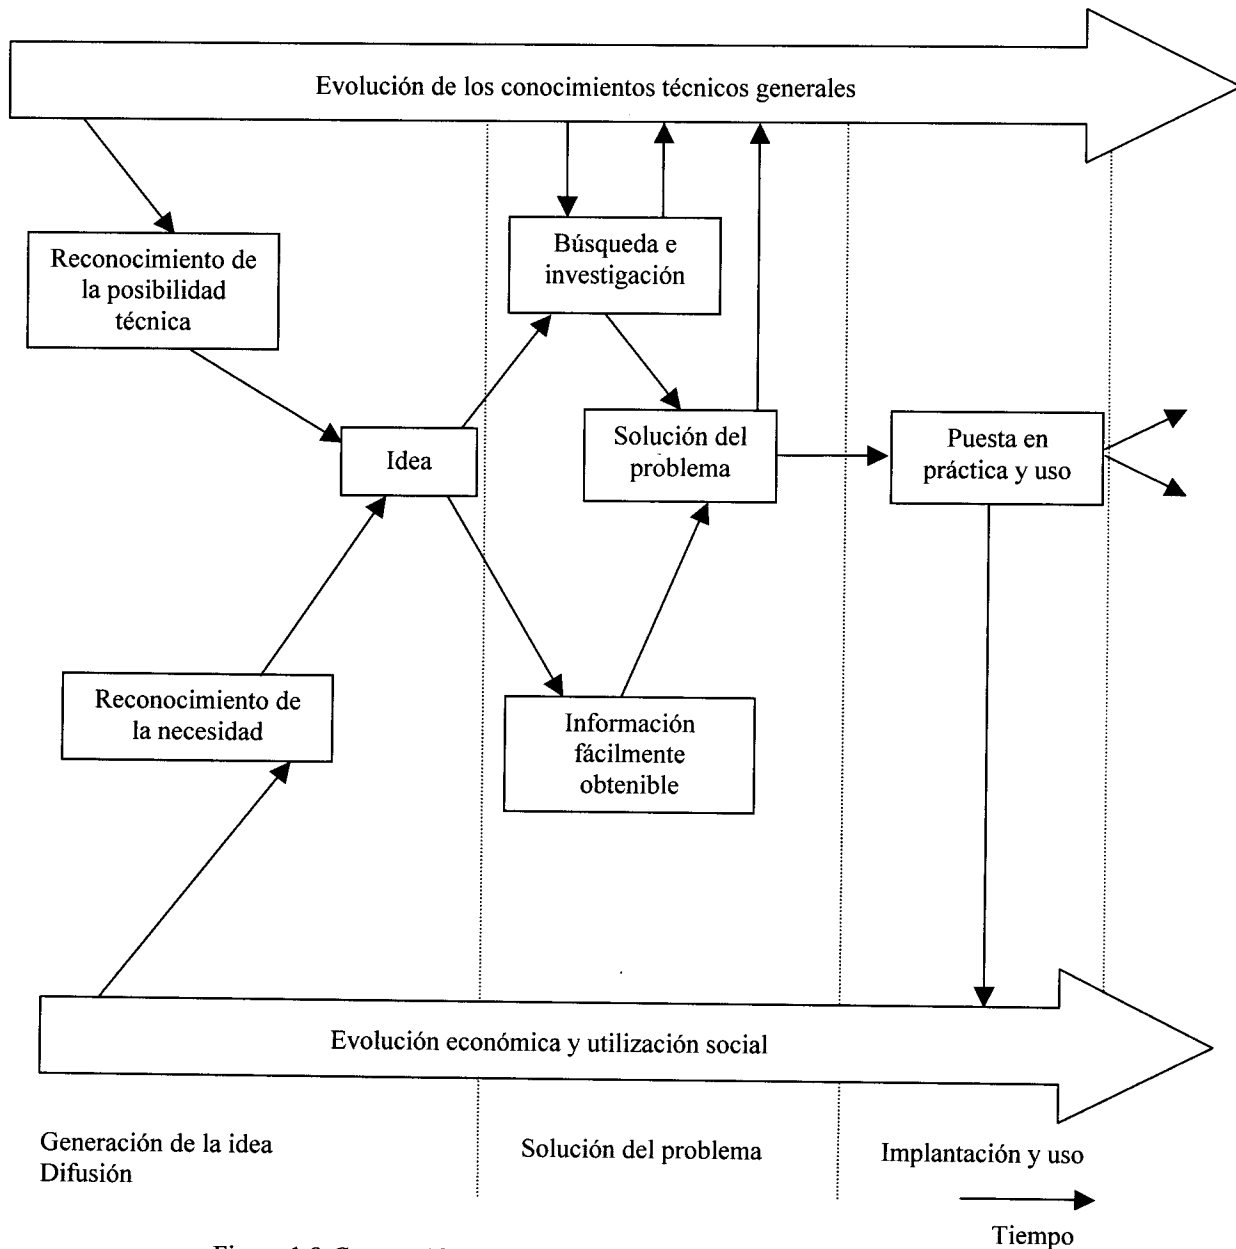 Evolución de los conocimientos técnicos generales
Reconocimiento de
la posibilidad
técnica
Búsqueda e
investigación
Idea
Solución del
problema
Puesta en
práctica y uso
Reconocimiento de
la necesidad
Información
fácilmente
obtenible
Evolución económica y utilización social
Generación de la idea
Difusión
Solución del problema
Implantación y uso
Tiempo